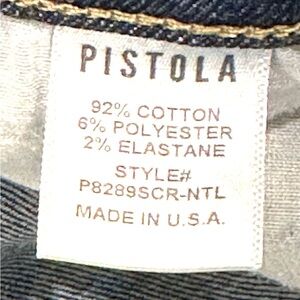 PISTOLA
92% COTTON
6% POLYESTER
2% ELASTANE
STYLE#
P8289SCR-NTL
MADE IN U.S.A.